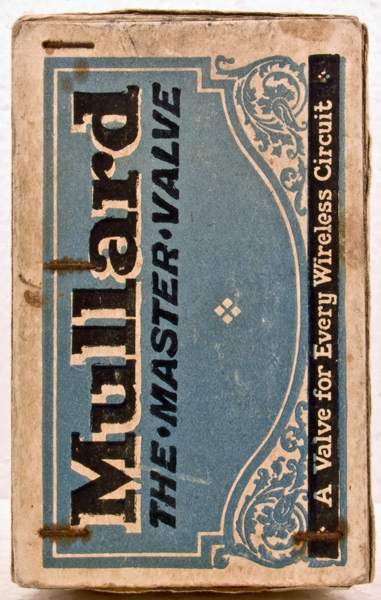 Mullard
THE•MASTER•VALVE
A Valve for Every Wireless Circuit